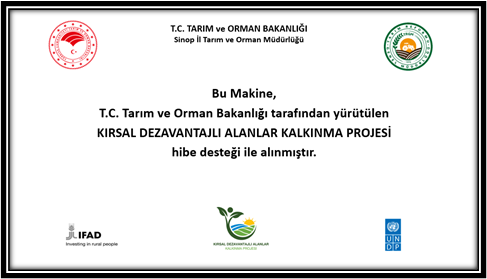 T.C. TARIM ve ORMAN BAKANLIĞI
Sinop İl Tarım ve Orman Müdürlüğü
Bu Makine,
T.C. Tarım ve Orman Bakanlığı tarafından yürütülen
KIRSAL DEZAVANTAJLI ALANLAR KALKINMA PROJESİ
hibe desteği ile alınmıştır.
IFAD
Investing in rural people
KIRSAL DEZAVANTAJLI ALANLAR
KALKINMA PROJESİ
U N
D P